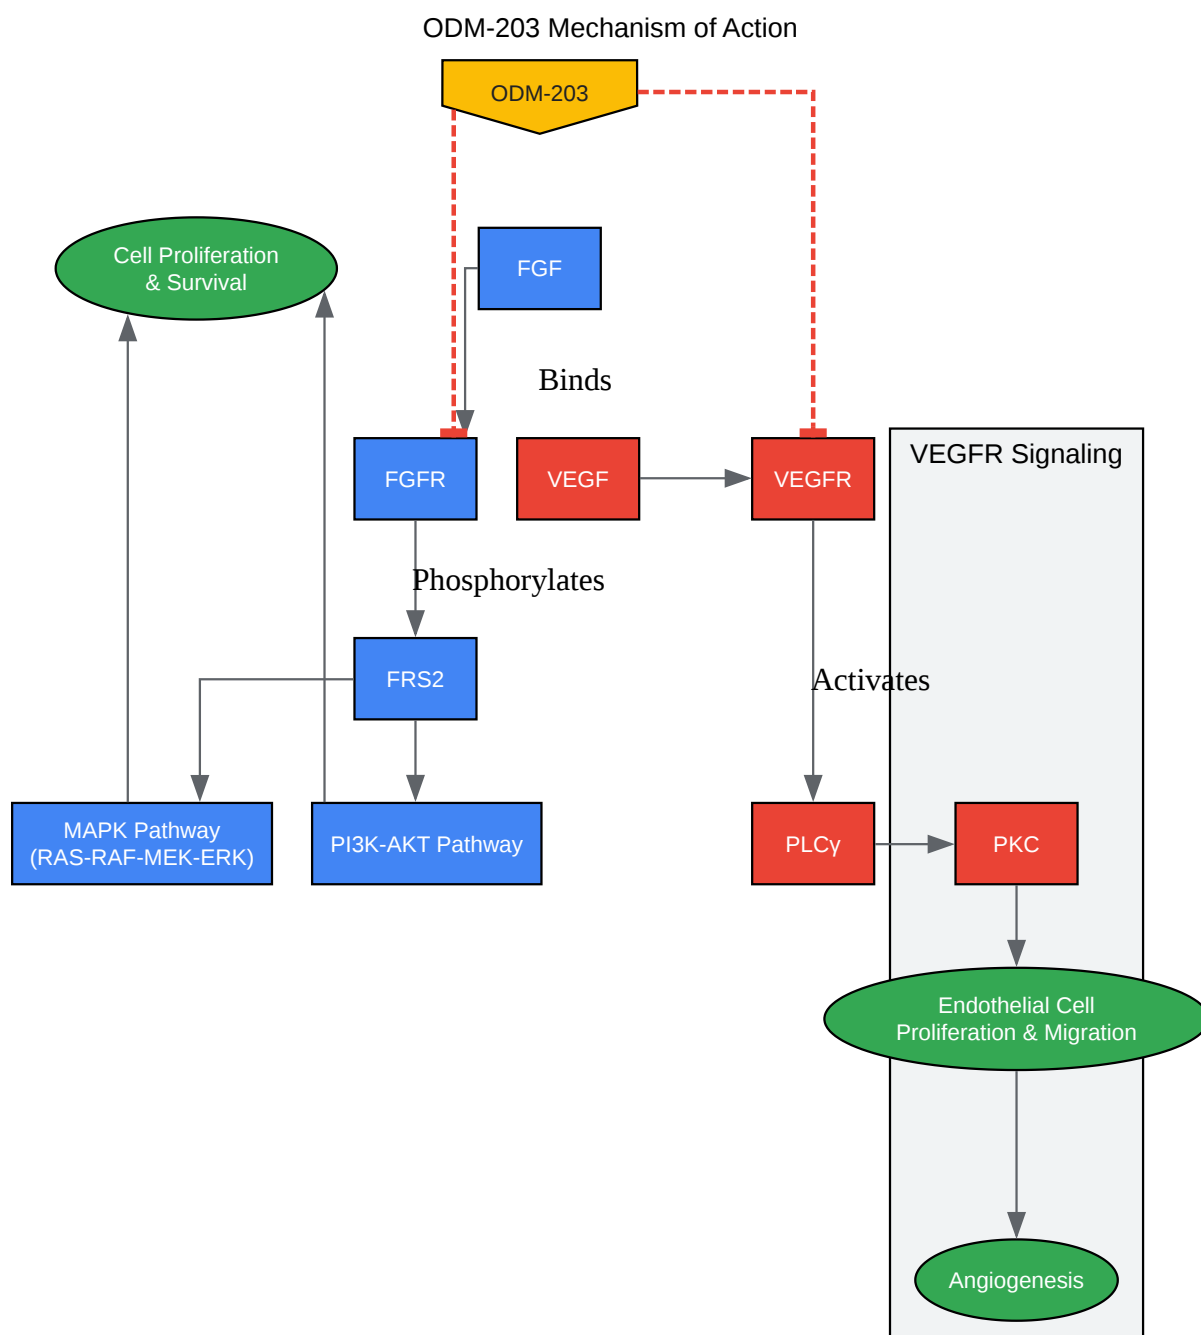 ODM-203 Mechanism of Action
ODM-203
Cell Proliferation
& Survival
FGF
Binds
FGFR
VEGF
VEGFR
VEGFR Signaling
Phosphorylates
FRS2
Activates
MAPK Pathway
(RAS-RAF-MEK-ERK)
PI3K-AKT Pathway
PLCγ
PKC
Endothelial Cell
Proliferation & Migration
Angiogenesis